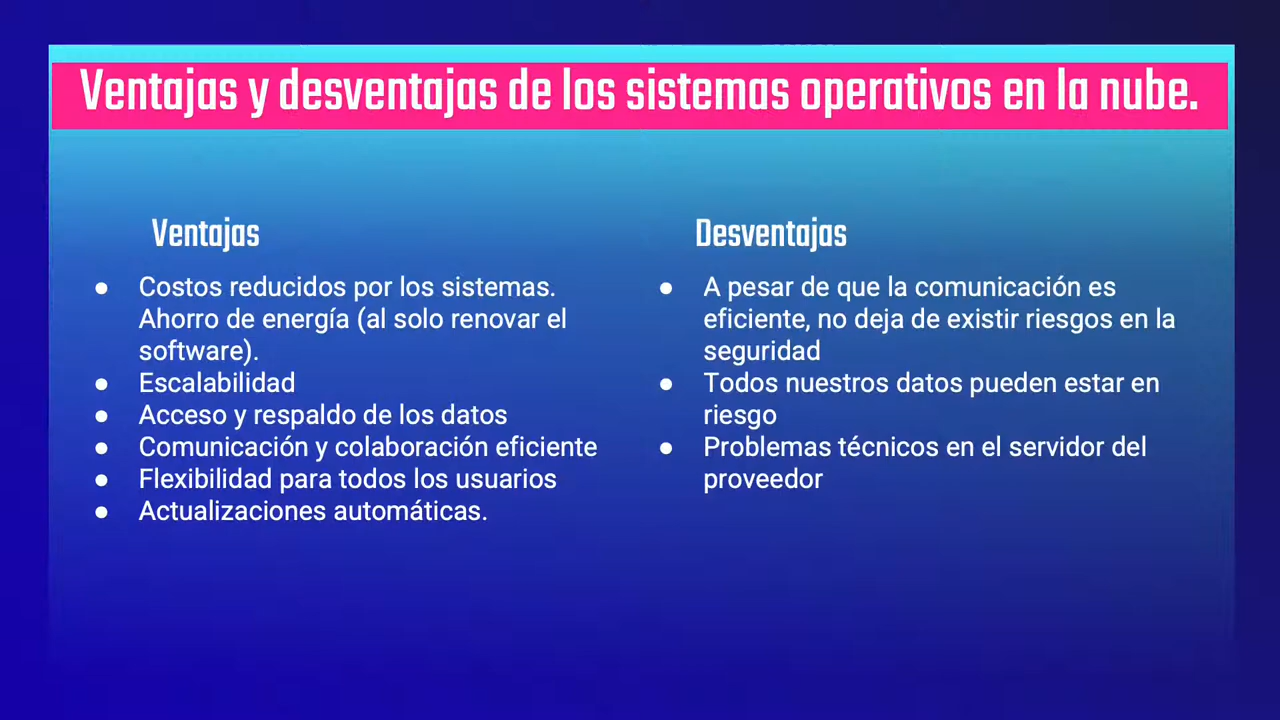 Ventajas y desventajas de los sistemas operativos en la nube.
Ventajas
● Costos reducidos por los sistemas.
Ahorro de energía (al solo renovar el
software).
● Escalabilidad
● Acceso y respaldo de los datos
● Comunicación y colaboración eficiente
● Flexibilidad para todos los usuarios
● Actualizaciones automáticas.
Desventajas
● A pesar de que la comunicación es
eficiente, no deja de existir riesgos en la
seguridad
● Todos nuestros datos pueden estar en
riesgo
● Problemas técnicos en el servidor del
proveedor